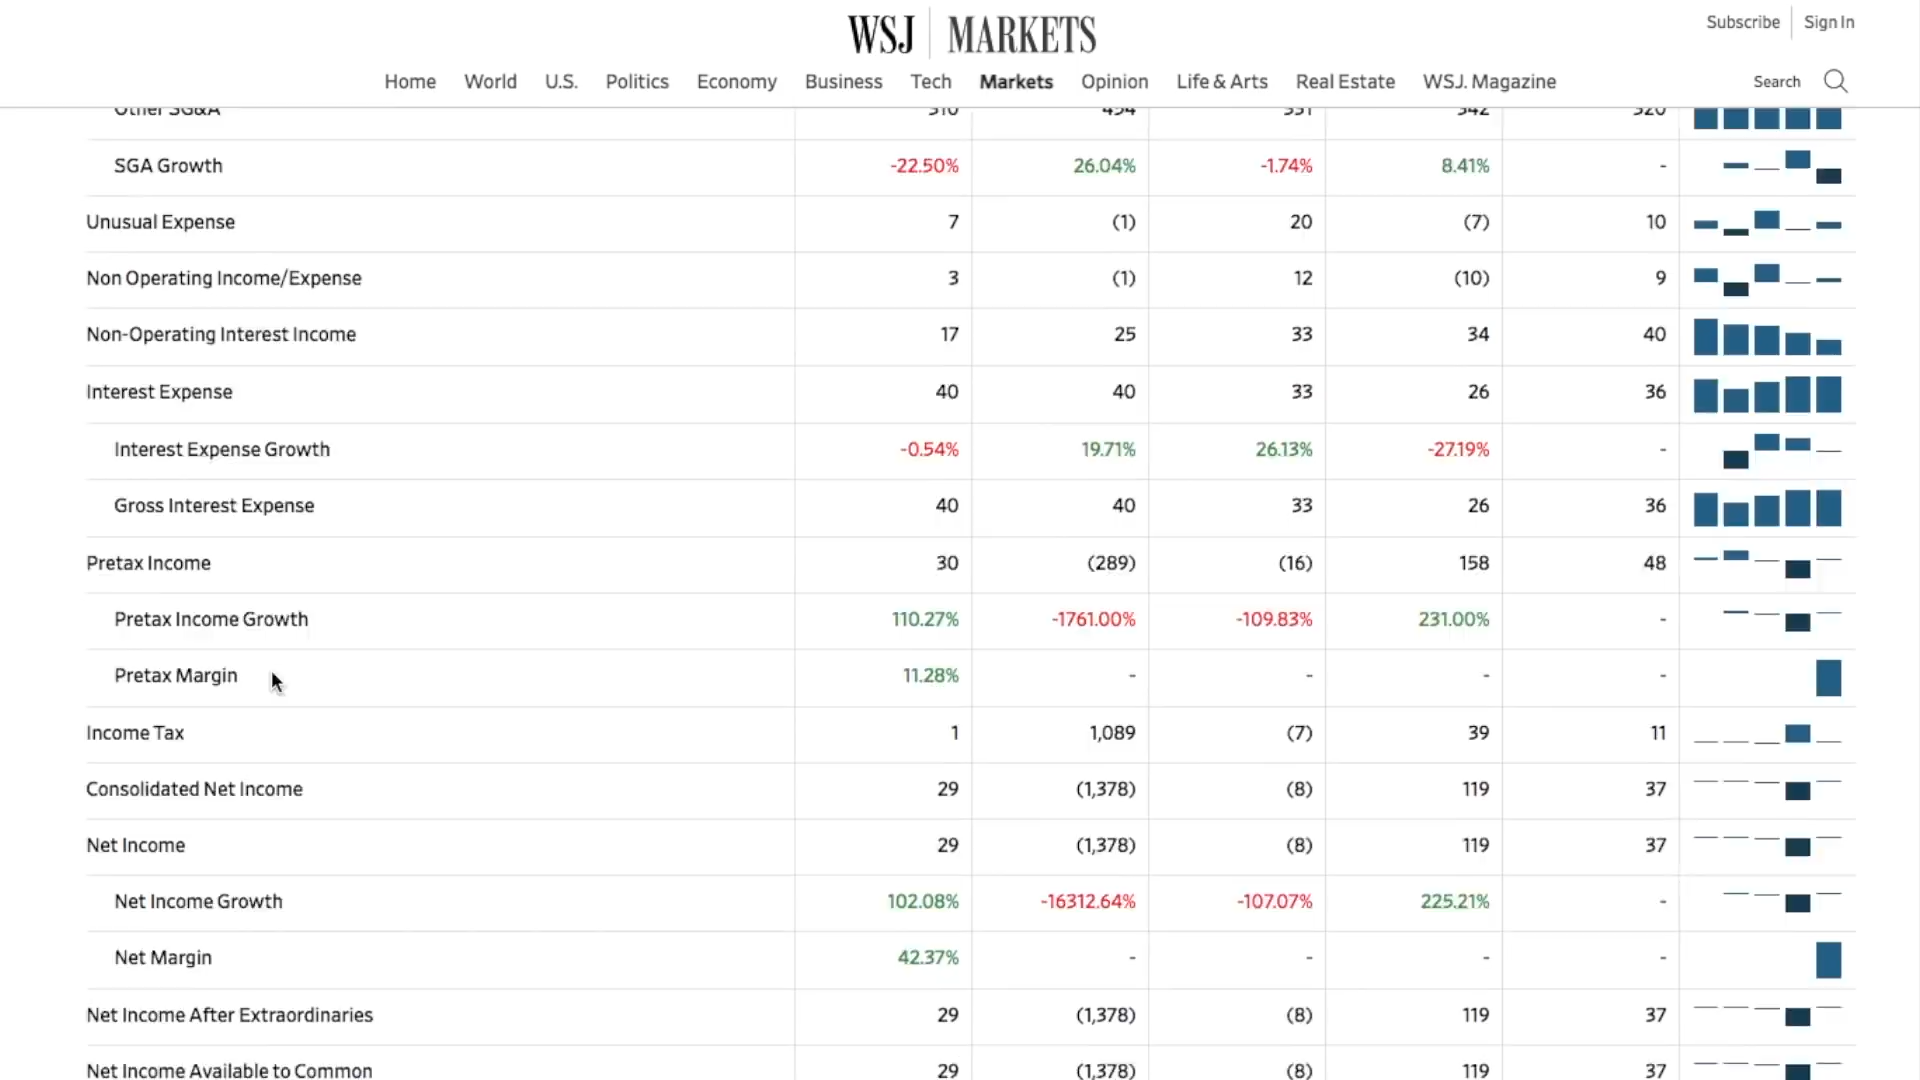 WSJ MARKETS
Subscribe Sign In
Home World U.S. Politics Economy Business Tech Markets Opinion Life & Arts Real Estate WSJ. Magazine Search
Other SG&A 310 454 351 342 320
SGA Growth -22.50% 26.04% -1.74% 8.41% -
Unusual Expense 7 (1) 20 (7) 10
Non Operating Income/Expense 3 (1) 12 (10) 9
Non-Operating Interest Income 17 25 33 34 40
Interest Expense 40 40 33 26 36
Interest Expense Growth -0.54% 19.71% 26.13% -27.19% -
Gross Interest Expense 40 40 33 26 36
Pretax Income 30 (289) (16) 158 48
Pretax Income Growth 110.27% -1761.00% -109.83% 231.00% -
Pretax Margin 11.28% - - - -
Income Tax 1 1,089 (7) 39 11
Consolidated Net Income 29 (1,378) (8) 119 37
Net Income 29 (1,378) (8) 119 37
Net Income Growth 102.08% -16312.64% -107.07% 225.21% -
Net Margin 42.37% - - - -
Net Income After Extraordinaries 29 (1,378) (8) 119 37
Net Income Available to Common 29 (1,378) (8) 119 37